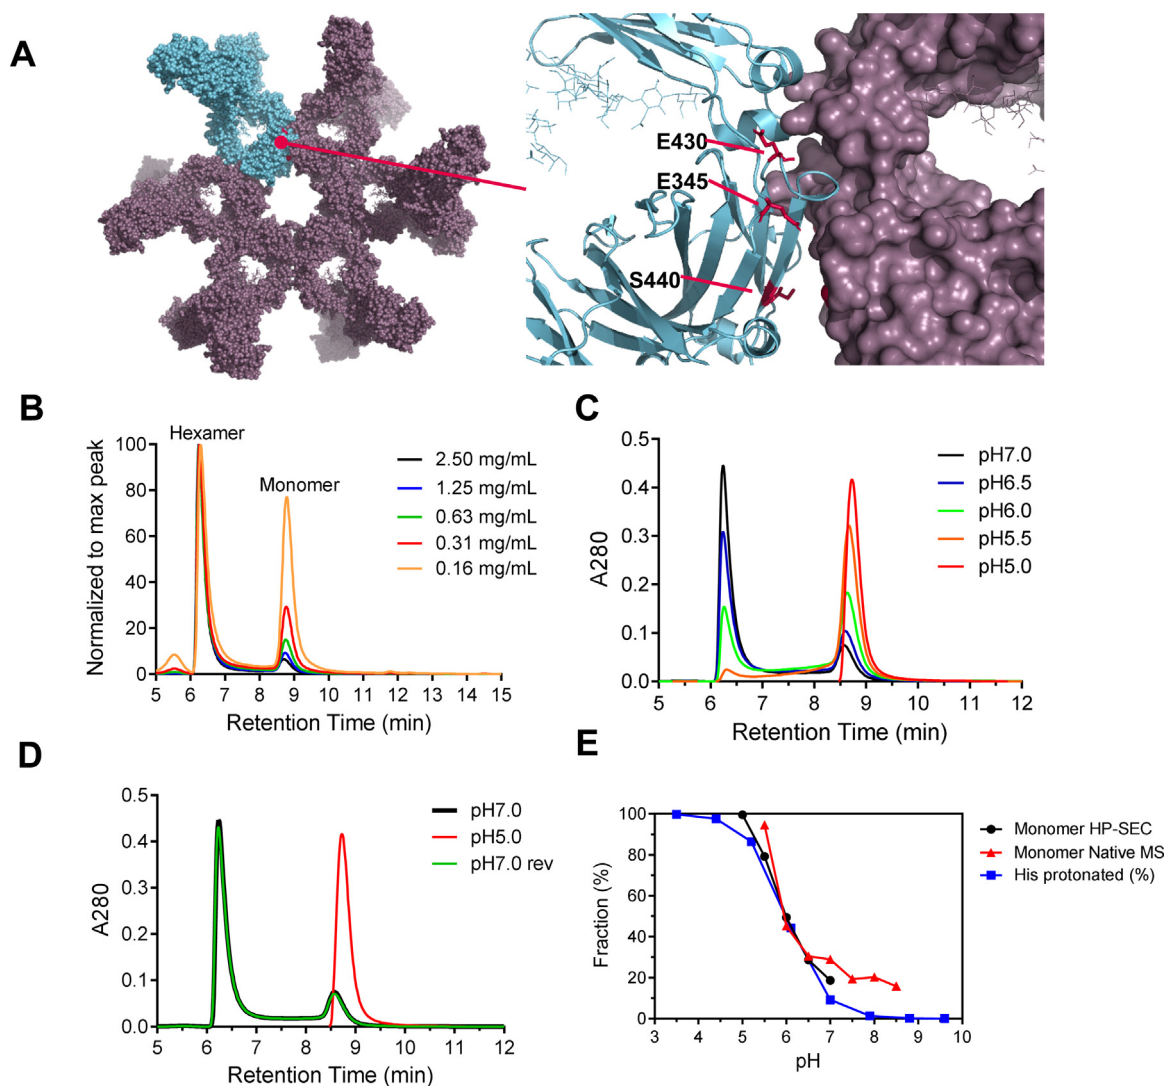 A
E430
E345
S440
B
Normalized to max peak
100
80
60
40
20
0
Hexamer
Monomer
2.50 mg/mL
1.25 mg/mL
0.63 mg/mL
0.31 mg/mL
0.16 mg/mL
5 6 7 8 9 10 11 12 13 14 15
Retention Time (min)
C
A280
0.5
0.4
0.3
0.2
0.1
0.0
pH7.0
pH6.5
pH6.0
pH5.5
pH5.0
5 6 7 8 9 10 11 12
Retention Time (min)
D
A280
0.5
0.4
0.3
0.2
0.1
0.0
pH7.0
pH5.0
pH7.0 rev
5 6 7 8 9 10 11 12
Retention Time (min)
E
Fraction (%)
100
80
60
40
20
0
Monomer HP-SEC
Monomer Native MS
His protonated (%)
3 4 5 6 7 8 9 10
pH